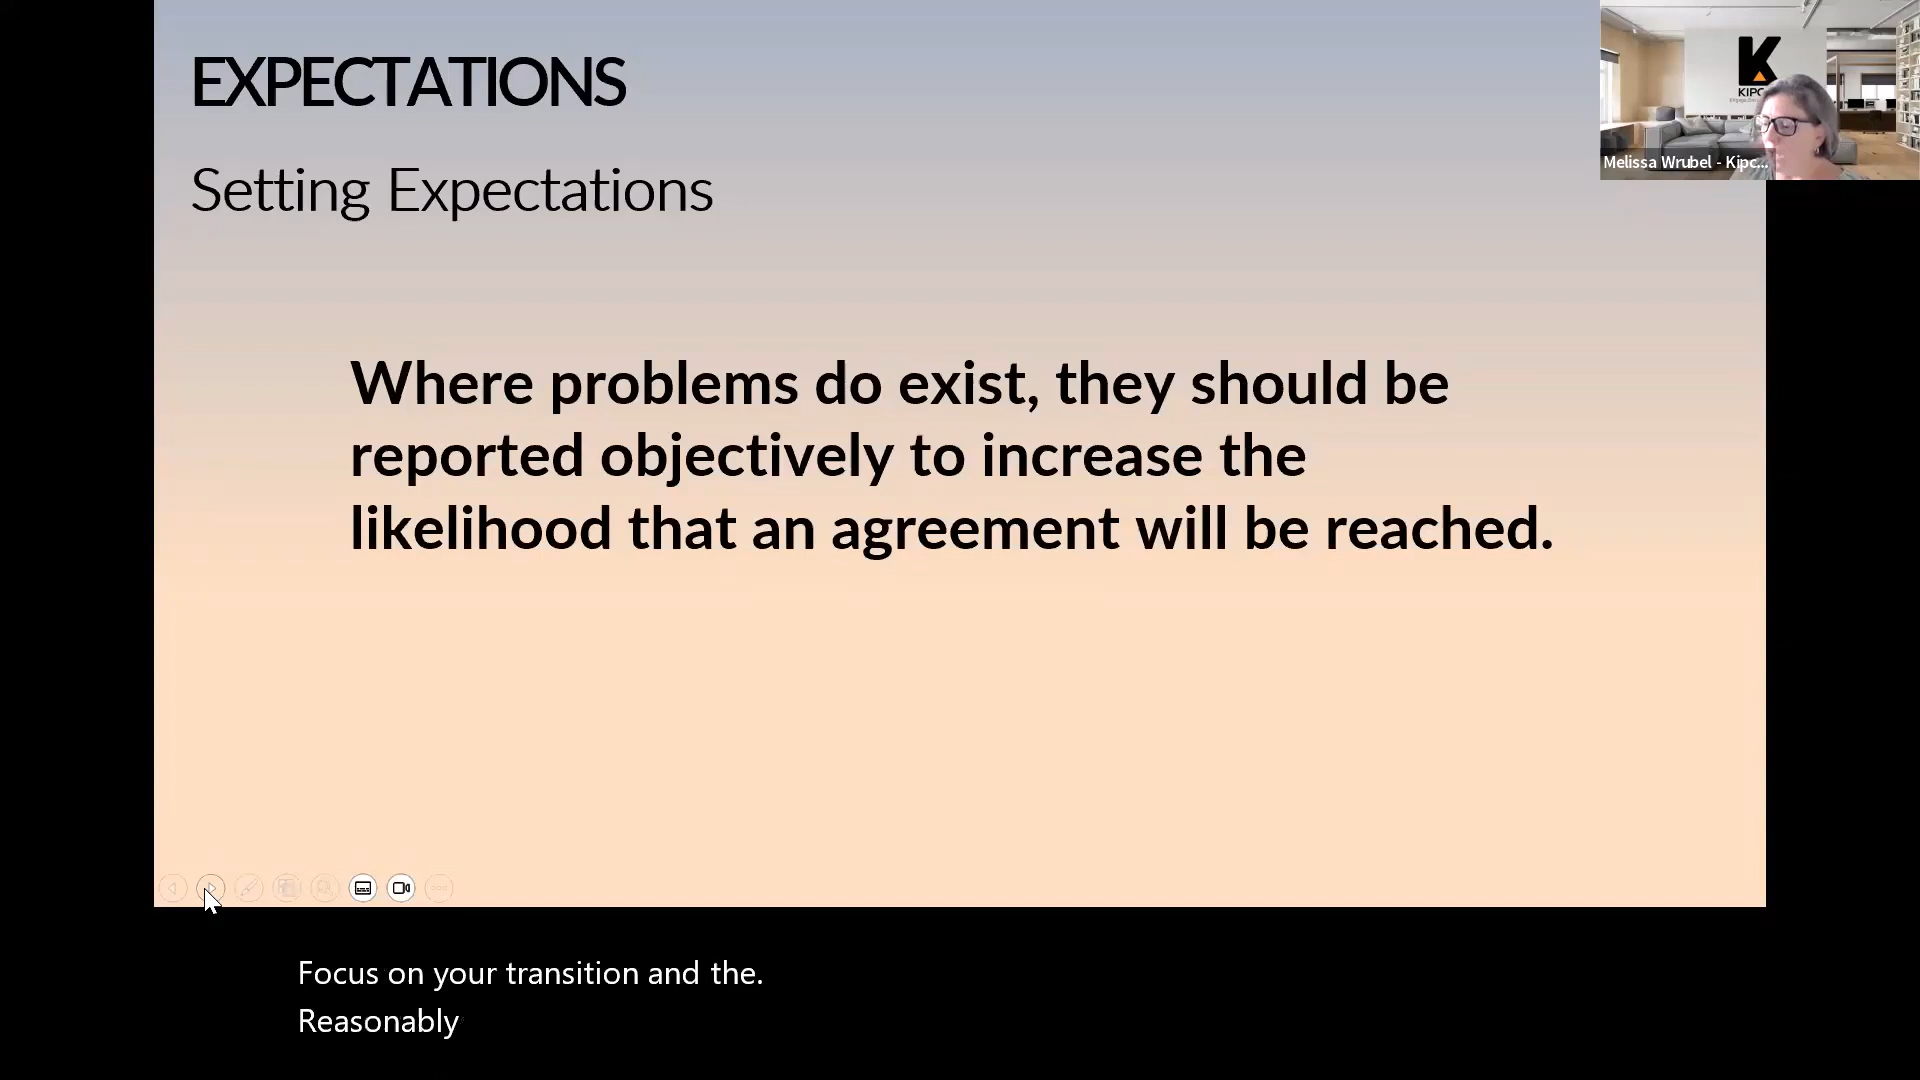 EXPECTATIONS
Setting Expectations
Where problems do exist, they should be
reported objectively to increase the
likelihood that an agreement will be reached.
K
KIPC
Melissa Wrubel - Kipc...
Focus on your transition and the.
Reasonably